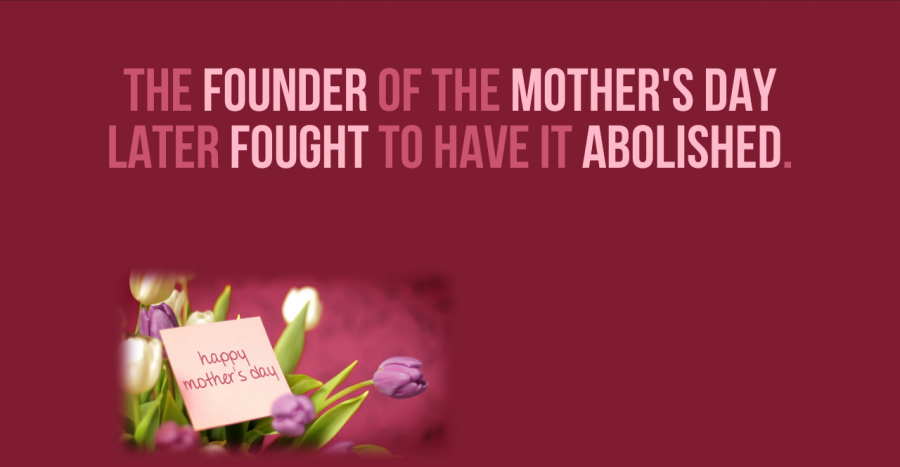 THE FOUNDER OF THE MOTHER'S DAY
LATER FOUGHT TO HAVE IT ABOLISHED.
happy
mother's day